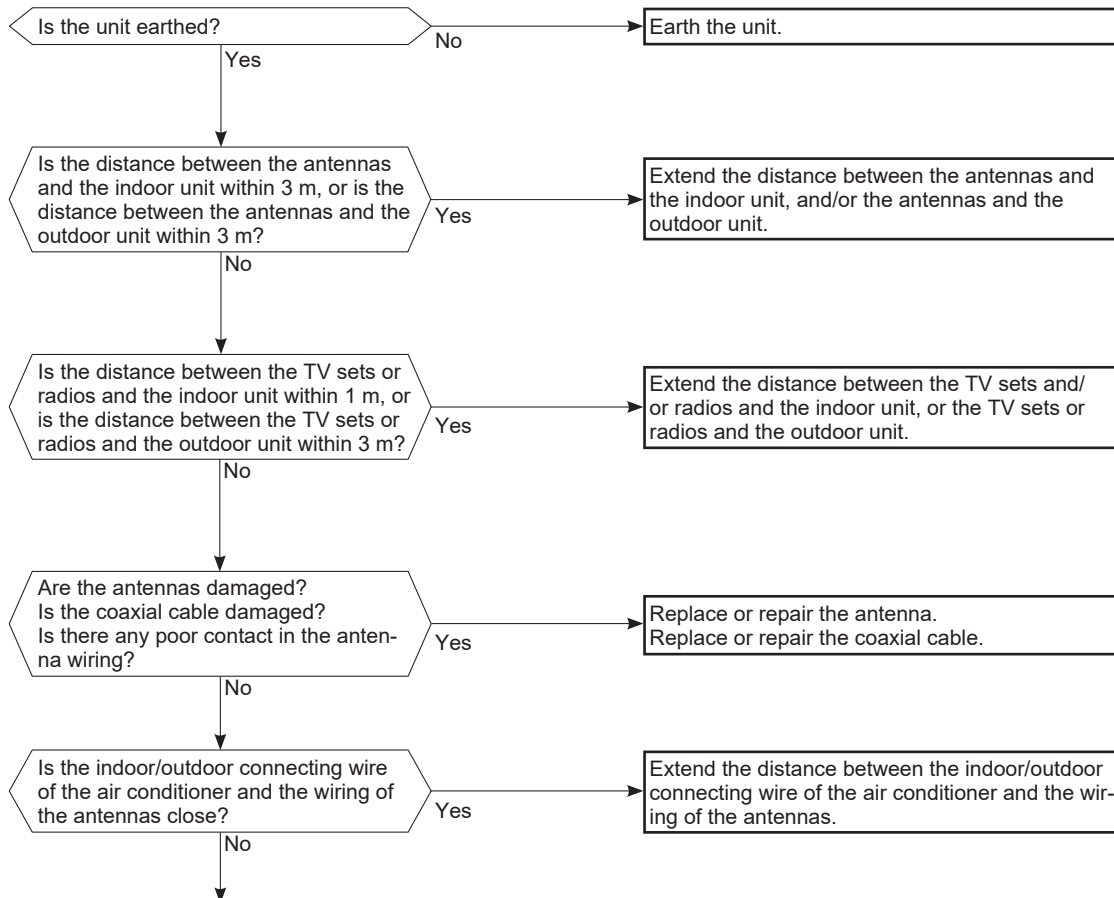 Is the unit earthed?
No
Earth the unit.
Yes
Is the distance between the antennas
and the indoor unit within 3 m, or is the
distance between the antennas and the
outdoor unit within 3 m?
Yes
Extend the distance between the antennas and
the indoor unit, and/or the antennas and the
outdoor unit.
No
Is the distance between the TV sets or
radios and the indoor unit within 1 m, or
is the distance between the TV sets or
radios and the outdoor unit within 3 m?
Yes
Extend the distance between the TV sets and/
or radios and the indoor unit, or the TV sets or
radios and the outdoor unit.
No
Are the antennas damaged?
Is the coaxial cable damaged?
Is there any poor contact in the anten-
na wiring?
Yes
Replace or repair the antenna.
Replace or repair the coaxial cable.
No
Is the indoor/outdoor connecting wire
of the air conditioner and the wiring of
the antennas close?
Yes
Extend the distance between the indoor/outdoor
connecting wire of the air conditioner and the wir-
ing of the antennas.
No